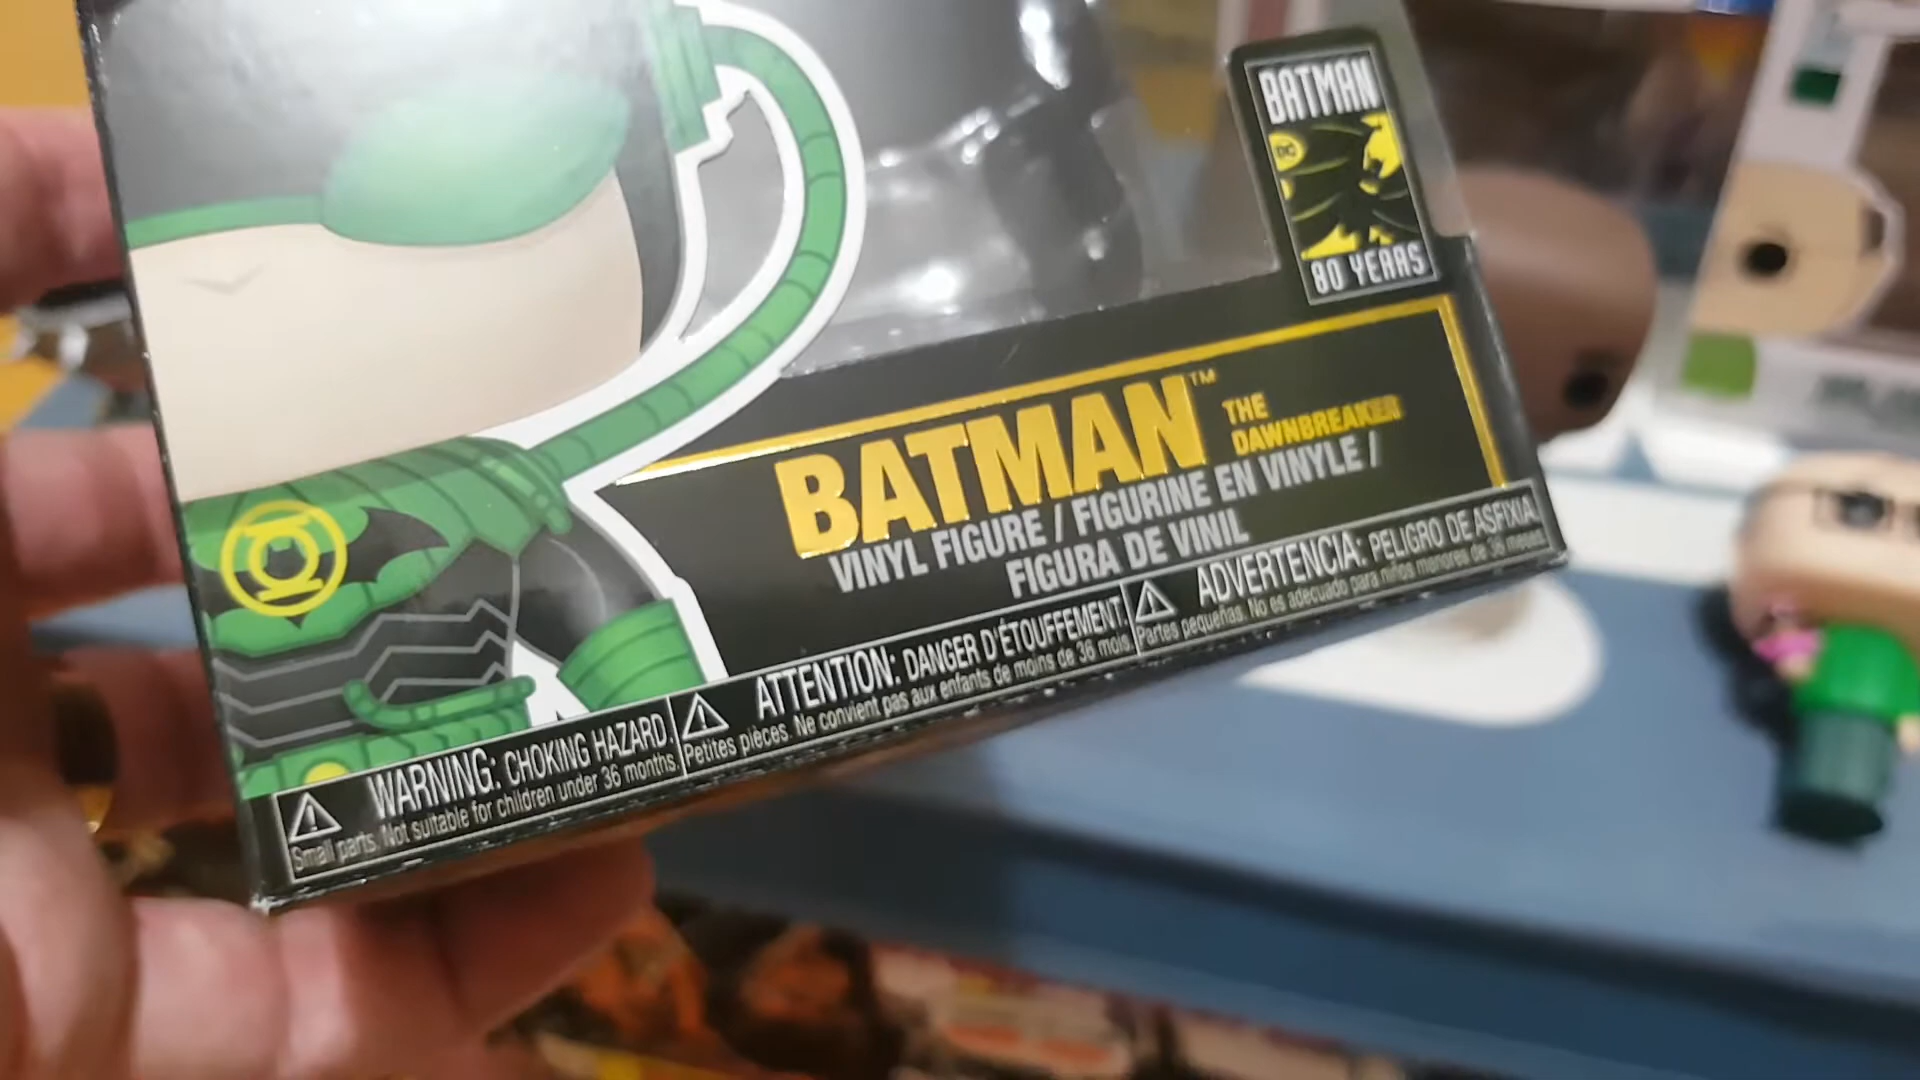 BATMAN
DC
80 YEARS
BATMAN™
THE
DAWNBREAKER
VINYL FIGURE / FIGURINE EN VINYLE /
FIGURA DE VINIL
WARNING: CHOKING HAZARD.
Small parts. Not suitable for children under 36 months.
ATTENTION: DANGER D'ÉTOUFFEMENT.
Petites pièces. Ne convient pas aux enfants de moins de 36 mois.
ADVERTENCIA: PELIGRO DE ASFIXIA.
Partes pequeñas. No es adecuado para niños menores de 36 meses.